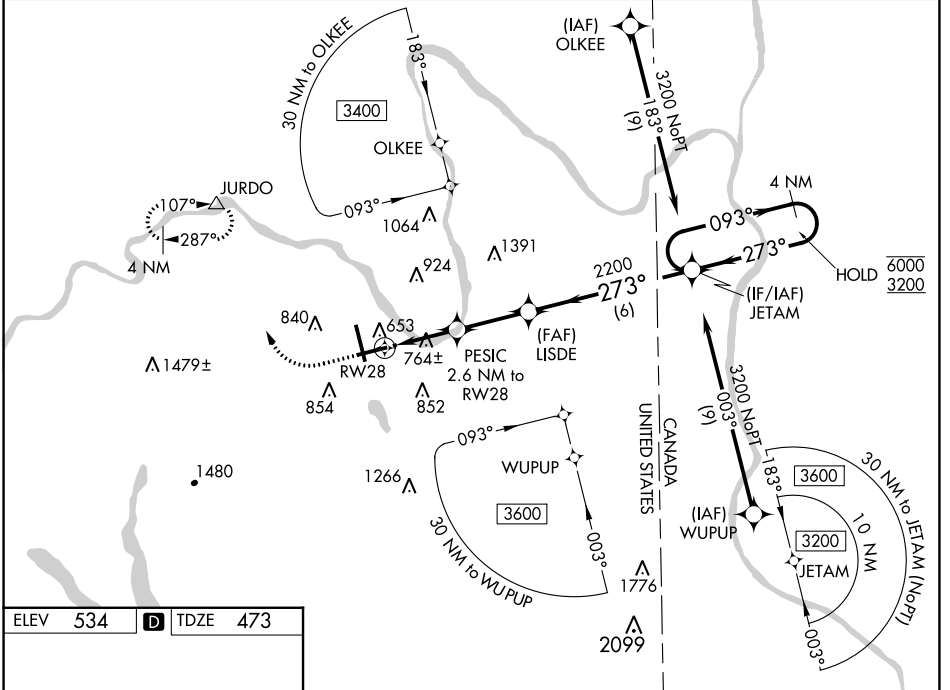 30 NM to OLKEE
183°
3400
OLKEE
093°
(IAF)
OLKEE
3200 NoPT
183°
(9)
JURDO
107°
287°
4 NM
1064
924
1391
4 NM
093°
273°
HOLD
6000
3200
(IF/IAF)
JETAM
2200
273°
(6)
(FAF)
LISDE
840
653
764±
PESIC
2.6 NM to
RW28
RW28
1479±
854
852
3200 NoPT
003°
(9)
CANADA
UNITED STATES
093°
WUPUP
3600
003°
30 NM to WUPUP
1480
1266
(IAF)
WUPUP
183°
3600
3200
10 NM
JETAM
003°
30 NM to JETAM (NoPT)
1776
2099
ELEV 534 D TDZE 473